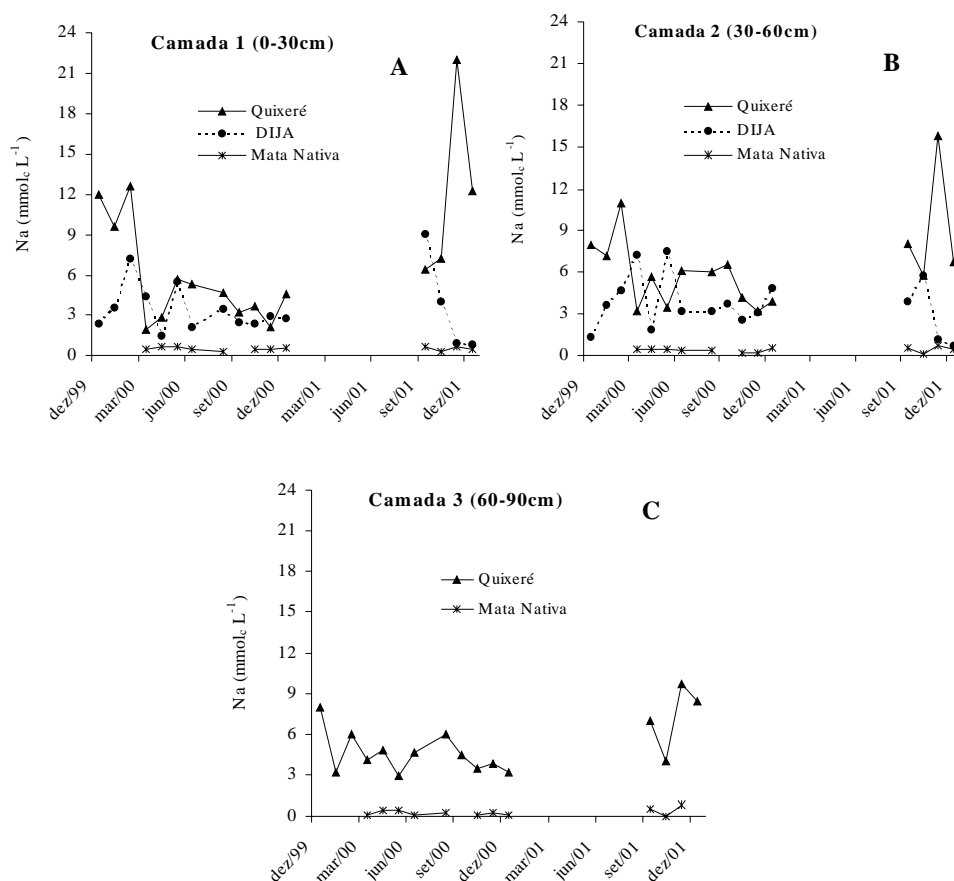 Camada 1 (0-30cm)
A
Quixeré
DIJA
Mata Nativa
Na (mmolc L-1)
24
21
18
15
12
9
6
3
0
dez/99
mar/00
jun/00
set/00
dez/00
mar/01
jun/01
set/01
dez/01
Camada 2 (30-60cm)
B
Quixeré
DIJA
Mata Nativa
Na (mmolc L-1)
24
21
18
15
12
9
6
3
0
dez/99
mar/00
jun/00
set/00
dez/00
mar/01
jun/01
set/01
dez/01
Camada 3 (60-90cm)
C
Quixeré
Mata Nativa
Na (mmolc L-1)
24
21
18
15
12
9
6
3
0
dez/99
mar/00
jun/00
set/00
dez/00
mar/01
jun/01
set/01
dez/01